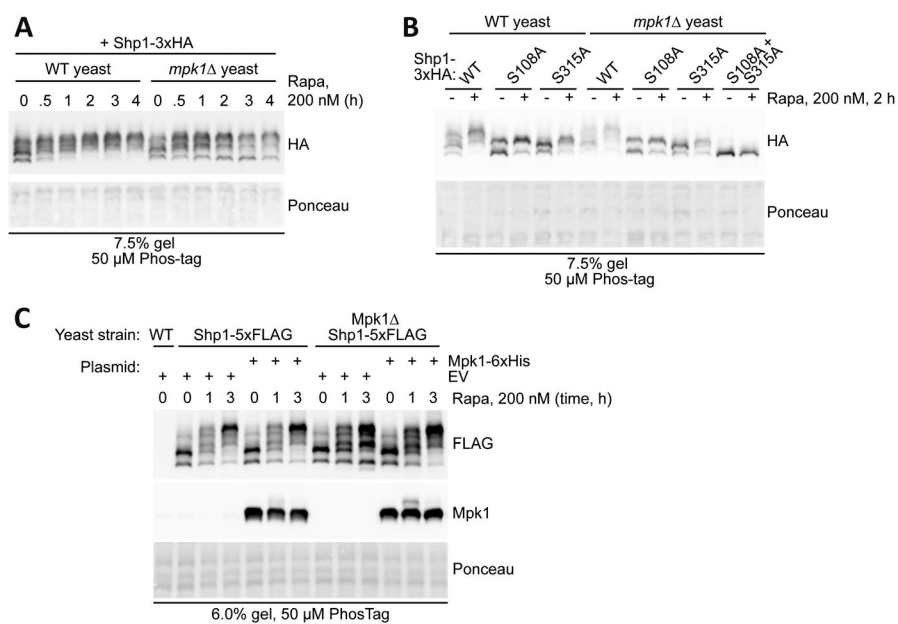 A
+ Shp1-3xHA
WT yeast mpk1Δ yeast
0 .5 1 2 3 4 0 .5 1 2 3 4
Rapa,
200 nM (h)
HA
Ponceau
7.5% gel
50 µM Phos-tag
B
WT yeast mpk1Δ yeast
Shp1-
3xHA: WT S108A S315A WT S108A S315A S108A + S315A
- + - + - + - + - + - + - + Rapa, 200 nM, 2 h
HA
Ponceau
7.5% gel
50 µM Phos-tag
C
Yeast strain: WT Shp1-5xFLAG Mpk1Δ
Shp1-5xFLAG
Plasmid:
+ + + + + + Mpk1-6xHis
+ + + + + + + EV
0 0 1 3 0 1 3 0 1 3 0 1 3 Rapa, 200 nM (time, h)
FLAG
Mpk1
Ponceau
6.0% gel, 50 µM PhosTag